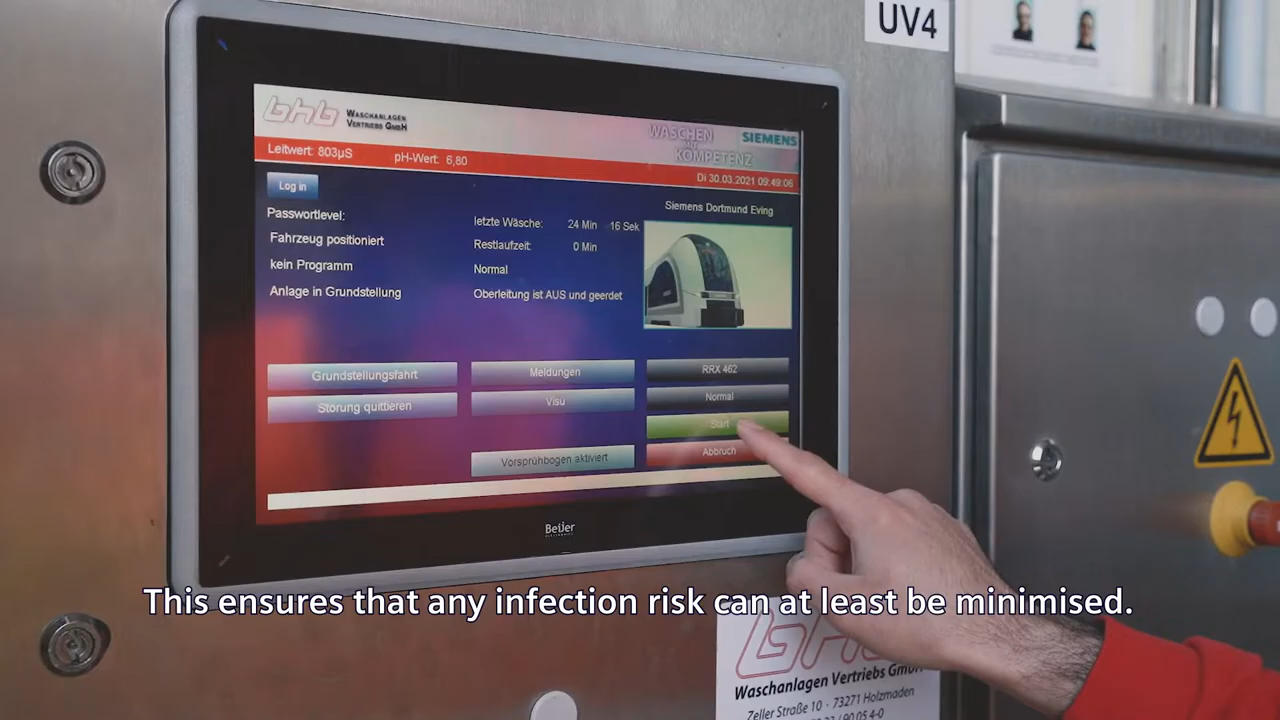 UV4
bhb WASCHANLAGEN
VERTRIEBS GMBH
WASCHEN
KOMPETENZ
SIEMENS
Leitwert: 803µS pH-Wert: 6,80
Di 30.03.2021 09:49:06
Log in
Siemens Dortmund Eving
Passwortlevel:
letzte Wäsche: 24 Min 16 Sek
Fahrzeug positioniert
Restlaufzeit: 0 Min
kein Programm
Normal
Anlage in Grundstellung
Oberleitung ist AUS und geerdet
Grundstellungsfahrt
Meldungen
RRX 462
Störung quittieren
Visu
Normal
Start
Vorsprühbogen aktiviert
Abbruch
Beijer
ELECTRONICS
This ensures that any infection risk can at least be minimised.
bhb
Waschanlagen Vertriebs GmbH
Zeller Straße 10 · 73271 Holzmaden